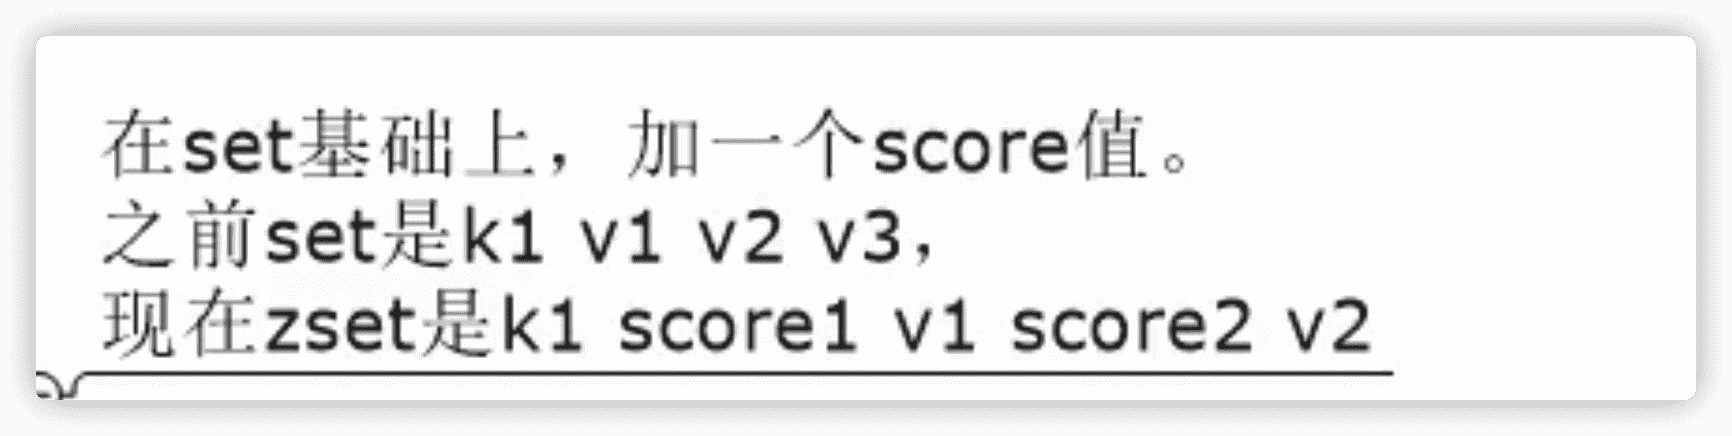 在set基础上，加一个score值。
之前set是k1 v1 v2 v3，
现在zset是k1 score1 v1 score2 v2